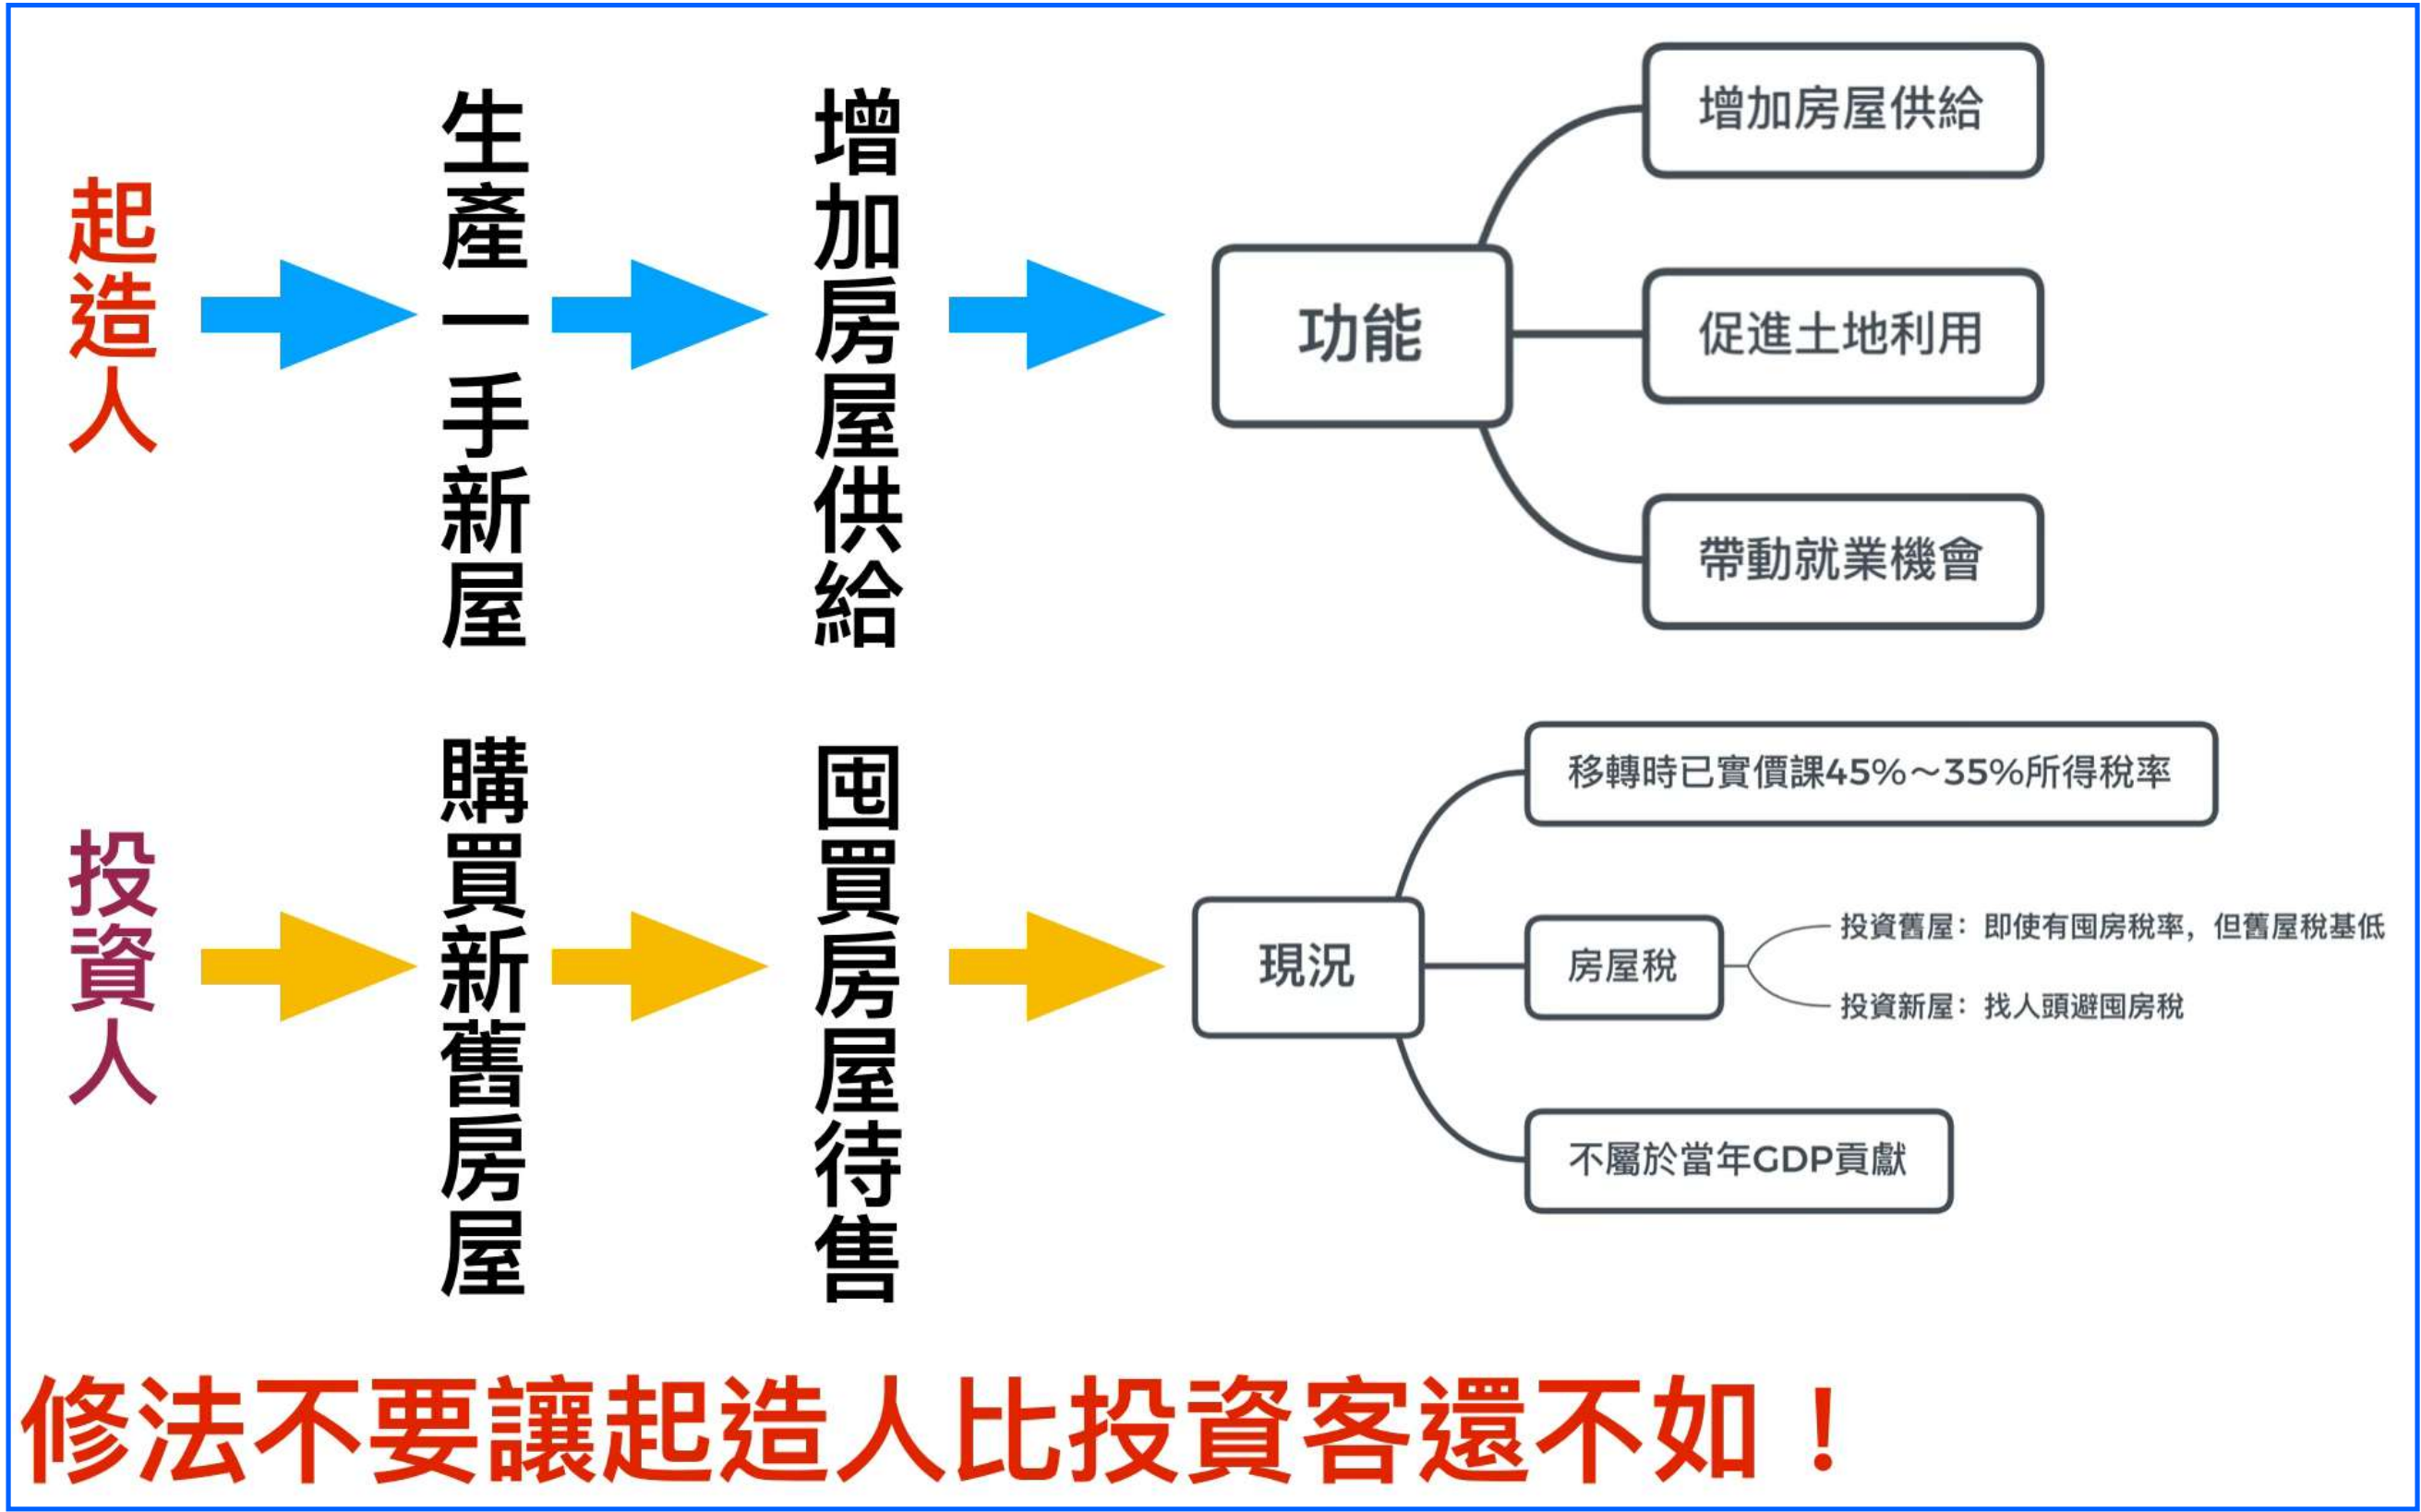 起造人
生產一手新屋
增加房屋供給
功能
增加房屋供給
促進土地利用
帶動就業機會
投資人
購買新舊房屋
囤買房屋待售
現況
移轉時已實價課45%～35%所得稅率
房屋稅
投資舊屋：即使有囤房稅率，但舊屋稅基低
投資新屋：找人頭避囤房稅
不屬於當年GDP貢獻
修法不要讓起造人比投資客還不如！